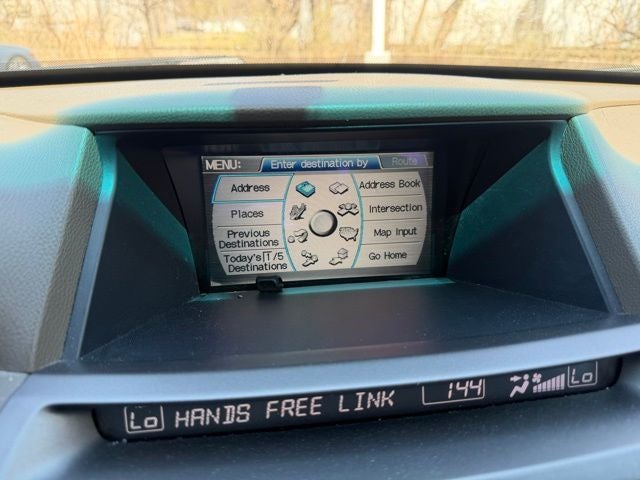 MENU: Enter destination by Route
Address
Address Book
Places
Intersection
Previous
Destinations
Map Input
Today's
Destinations
Go Home
Lo HANDS FREE LINK 144 Lo